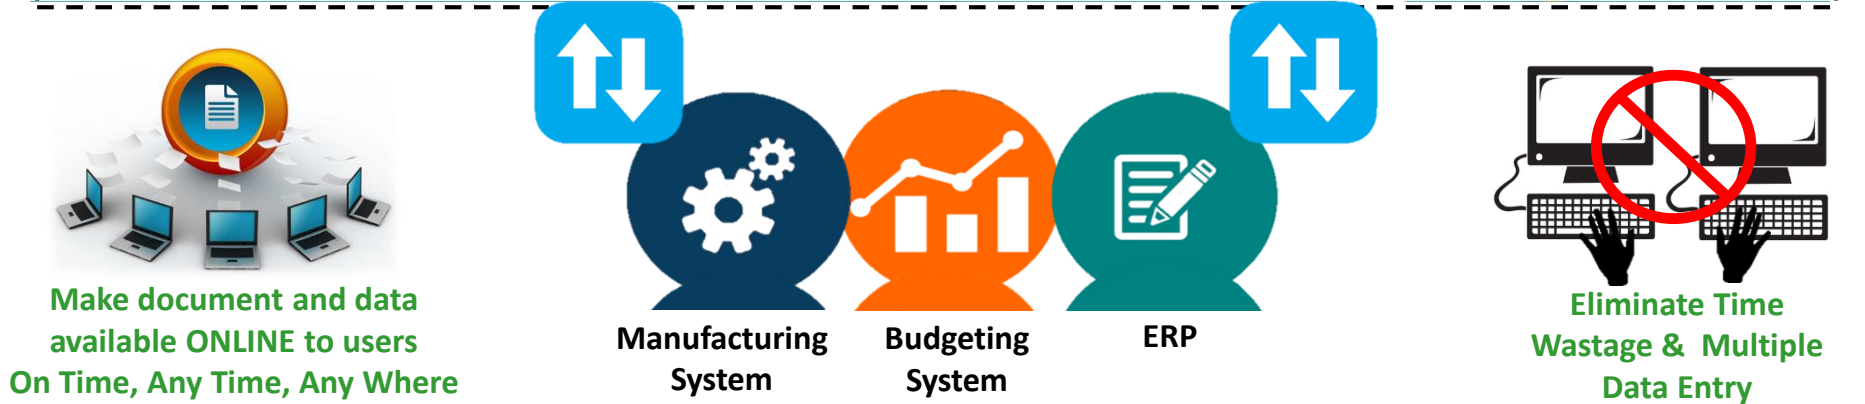 Make document and data
available ONLINE to users
On Time, Any Time, Any Where
Manufacturing
System
Budgeting
System
ERP
Eliminate Time
Wastage &  Multiple
Data Entry